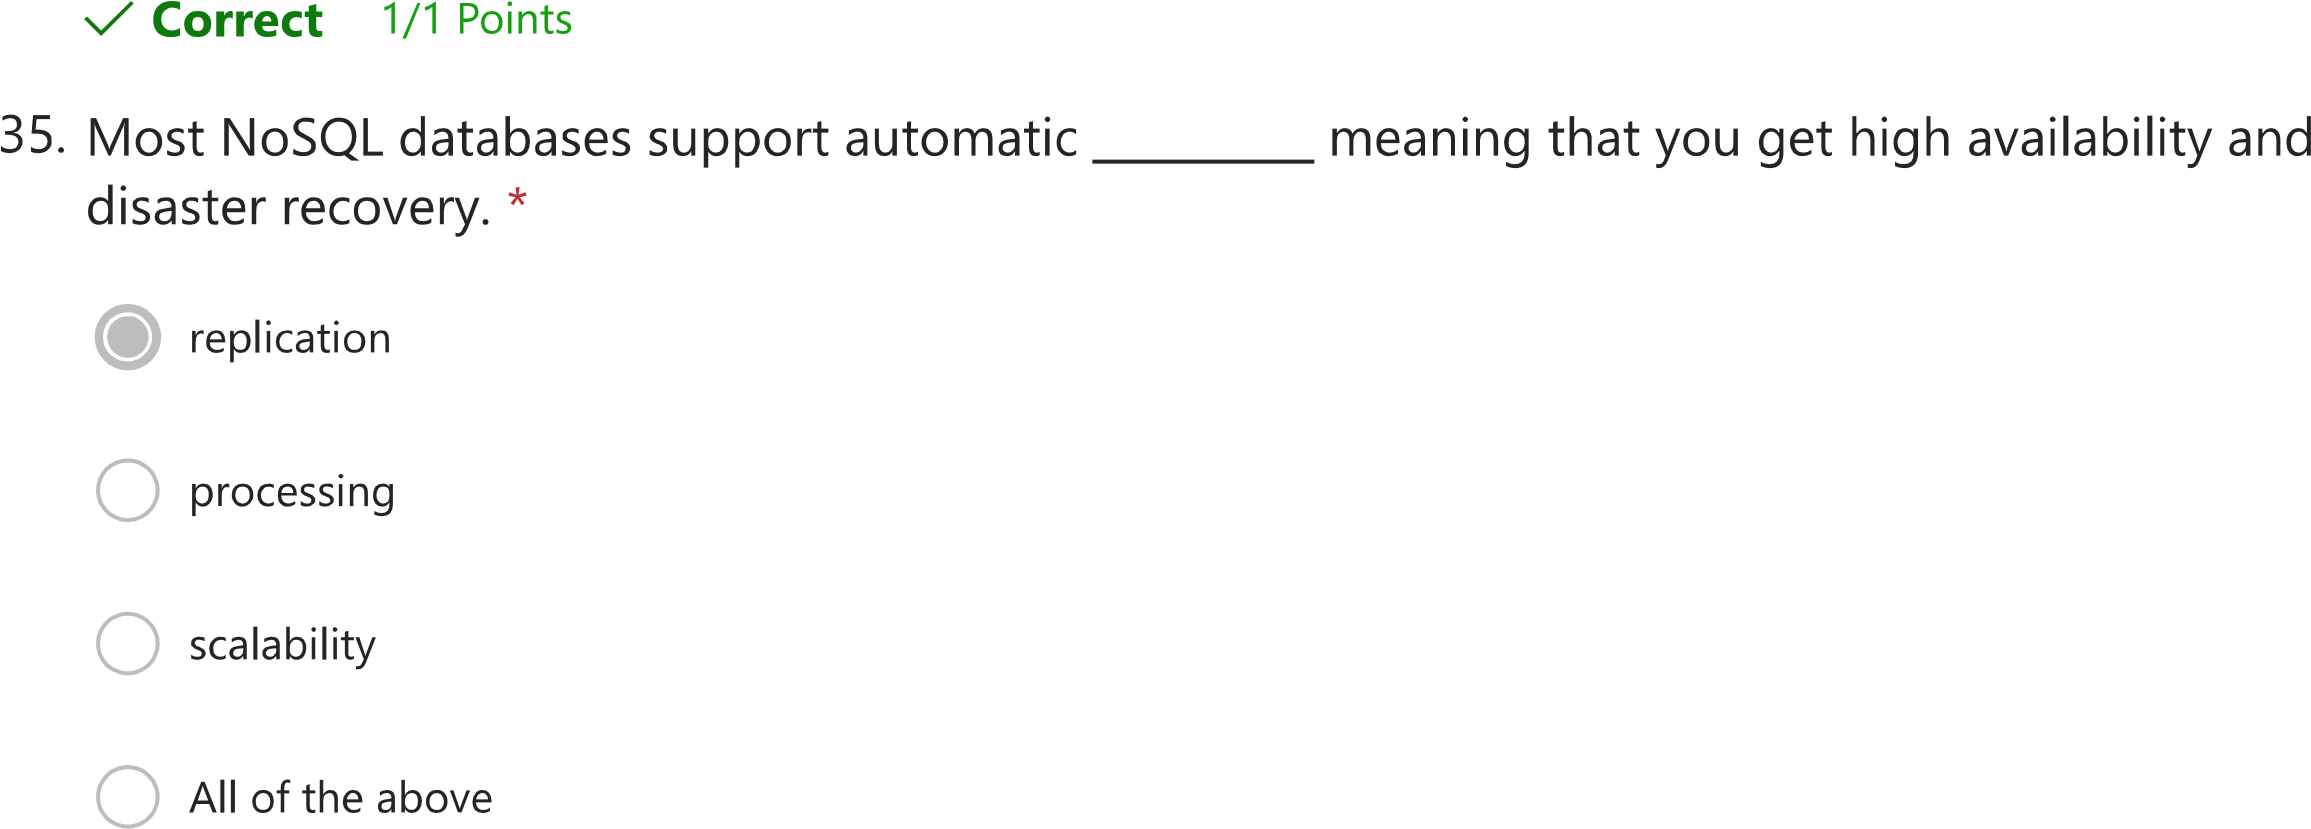 Correct 1/1 Points
35. Most NoSQL databases support automatic __________ meaning that you get high availability and
disaster recovery. *
replication
processing
scalability
All of the above